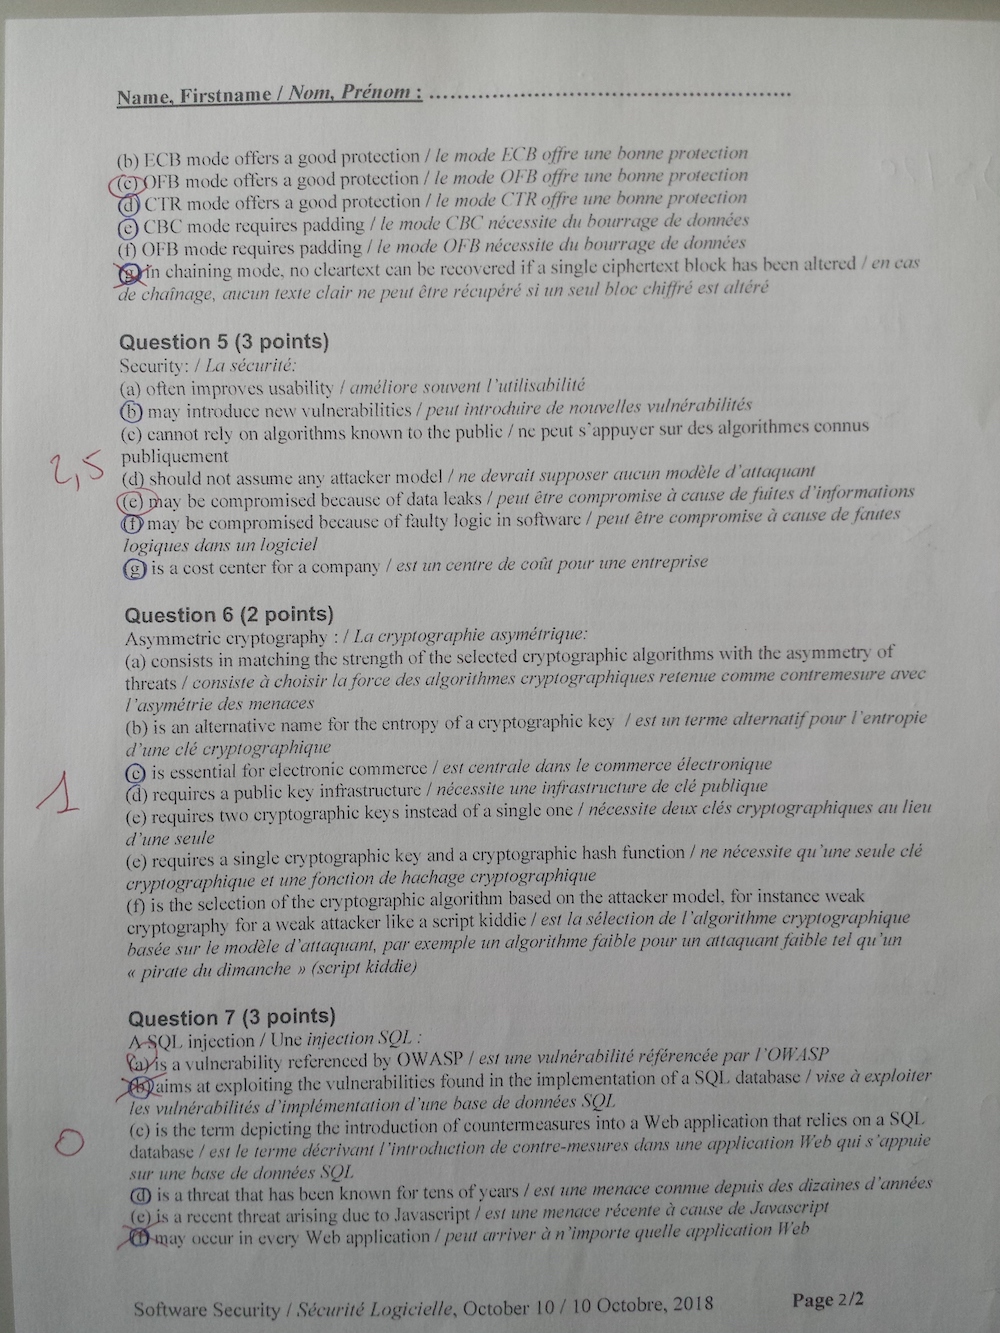 Name, Firstname / Nom, Prénom : ........................................................
(b) ECB mode offers a good protection / le mode ECB offre une bonne protection
(c) OFB mode offers a good protection / le mode OFB offre une bonne protection
(d) CTR mode offers a good protection / le mode CTR offre une bonne protection
(e) CBC mode requires padding / le mode CBC nécessite du bourrage de données
(f) OFB mode requires padding / le mode OFB nécessite du bourrage de données
(g) in chaining mode, no cleartext can be recovered if a single ciphertext block has been altered / en cas
de chaînage, aucun texte clair ne peut être récupéré si un seul bloc chiffré est altéré
Question 5 (3 points)
Security: / La sécurité:
(a) often improves usability / améliore souvent l'utilisabilité
(b) may introduce new vulnerabilities / peut introduire de nouvelles vulnérabilités
(c) cannot rely on algorithms known to the public / ne peut s'appuyer sur des algorithmes connus
publiquement
2,5
(d) should not assume any attacker model / ne devrait supposer aucun modèle d'attaquant
(e) may be compromised because of data leaks / peut être compromise à cause de fuites d'informations
(f) may be compromised because of faulty logic in software / peut être compromise à cause de fautes
logiques dans un logiciel
(g) is a cost center for a company / est un centre de coût pour une entreprise
Question 6 (2 points)
Asymmetric cryptography : / La cryptographie asymétrique:
(a) consists in matching the strength of the selected cryptographic algorithms with the asymmetry of
threats / consiste à choisir la force des algorithmes cryptographiques retenue comme contremesure avec
l'asymétrie des menaces
(b) is an alternative name for the entropy of a cryptographic key / est un terme alternatif pour l'entropie
d'une clé cryptographique
(c) is essential for electronic commerce / est centrale dans le commerce électronique
1
(d) requires a public key infrastructure / nécessite une infrastructure de clé publique
(e) requires two cryptographic keys instead of a single one / nécessite deux clés cryptographiques au lieu
d'une seule
(e) requires a single cryptographic key and a cryptographic hash function / ne nécessite qu'une seule clé
cryptographique et une fonction de hachage cryptographique
(f) is the selection of the cryptographic algorithm based on the attacker model, for instance weak
cryptography for a weak attacker like a script kiddie / est la sélection de l'algorithme cryptographique
basée sur le modèle d'attaquant, par exemple un algorithme faible pour un attaquant faible tel qu'un
« pirate du dimanche » (script kiddie)
Question 7 (3 points)
A SQL injection / Une injection SQL :
(a) is a vulnerability referenced by OWASP / est une vulnérabilité référencée par l'OWASP
(b) aims at exploiting the vulnerabilities found in the implementation of a SQL database / vise à exploiter
les vulnérabilités d'implémentation d'une base de données SQL
(c) is the term depicting the introduction of countermeasures into a Web application that relies on a SQL
0
database / est le terme décrivant l'introduction de contre-mesures dans une application Web qui s'appuie
sur une base de données SQL
(d) is a threat that has been known for tens of years / est une menace connue depuis des dizaines d'années
(e) is a recent threat arising due to Javascript / est une menace récente à cause de Javascript
(f) may occur in every Web application / peut arriver à n'importe quelle application Web
Software Security / Sécurité Logicielle, October 10 / 10 Octobre, 2018
Page 2/2